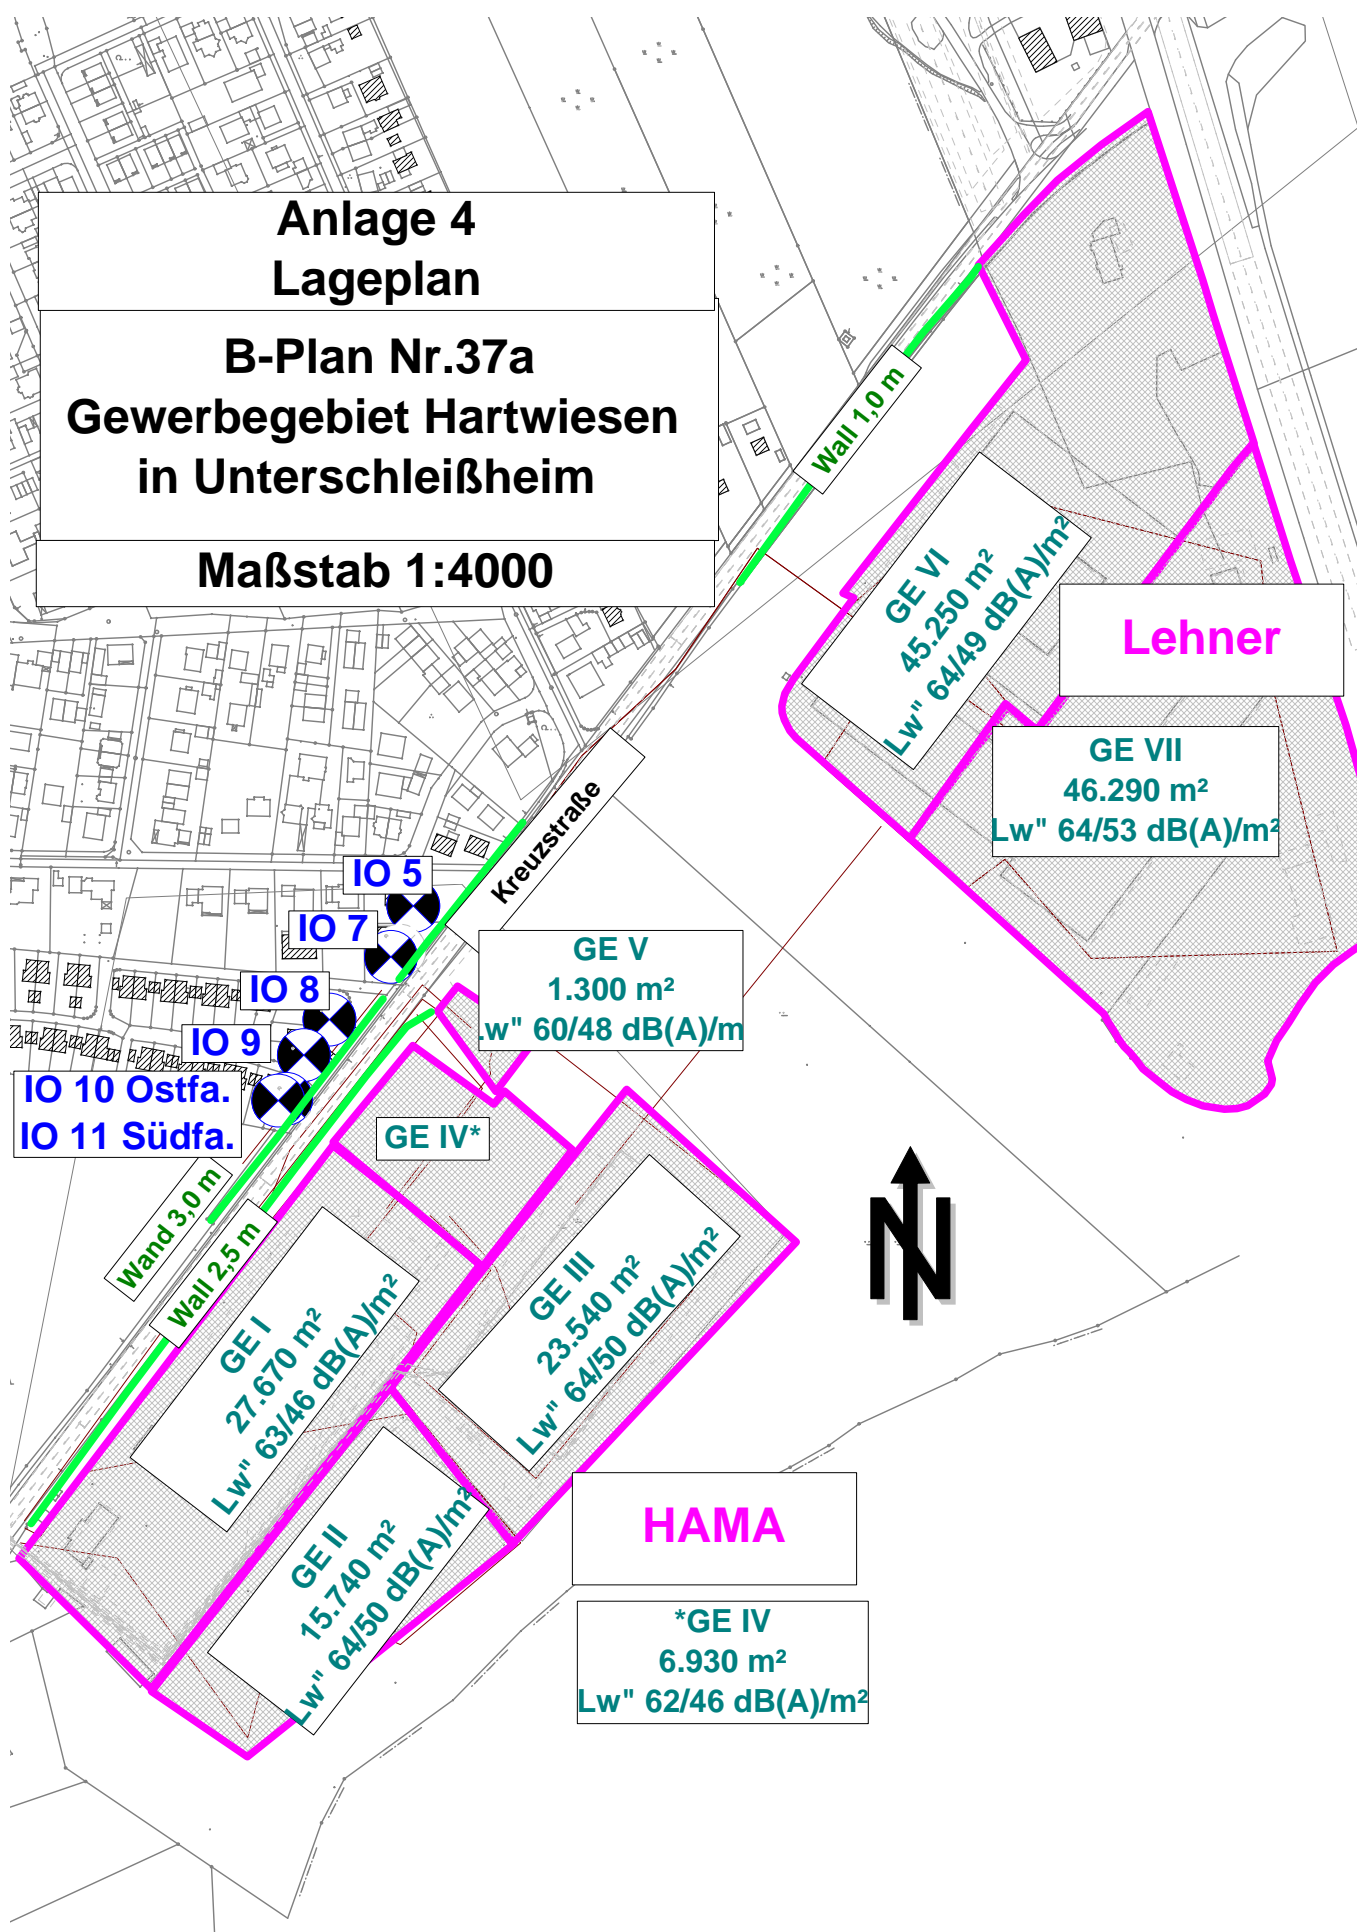 Anlage 4
Lageplan
B-Plan Nr.37a
Gewerbegebiet Hartwiesen
in Unterschleißheim
Maßstab 1:4000
Wall 1,0 m
GE VI
45.250 m²
Lw" 64/49 dB(A)/m²
Lehner
GE VII
46.290 m²
Lw" 64/53 dB(A)/m²
Kreuzstraße
IO 5
IO 7
IO 8
IO 9
IO 10 Ostfa.
IO 11 Südfa.
GE V
1.300 m²
Lw" 60/48 dB(A)/m
GE IV*
Wand 3,0 m
Wall 2,5 m
GE I
27.670 m²
Lw" 63/46 dB(A)/m²
GE III
23.540 m²
Lw" 64/50 dB(A)/m²
GE II
15.740 m²
Lw" 64/50 dB(A)/m²
N
HAMA
*GE IV
6.930 m²
Lw" 62/46 dB(A)/m²